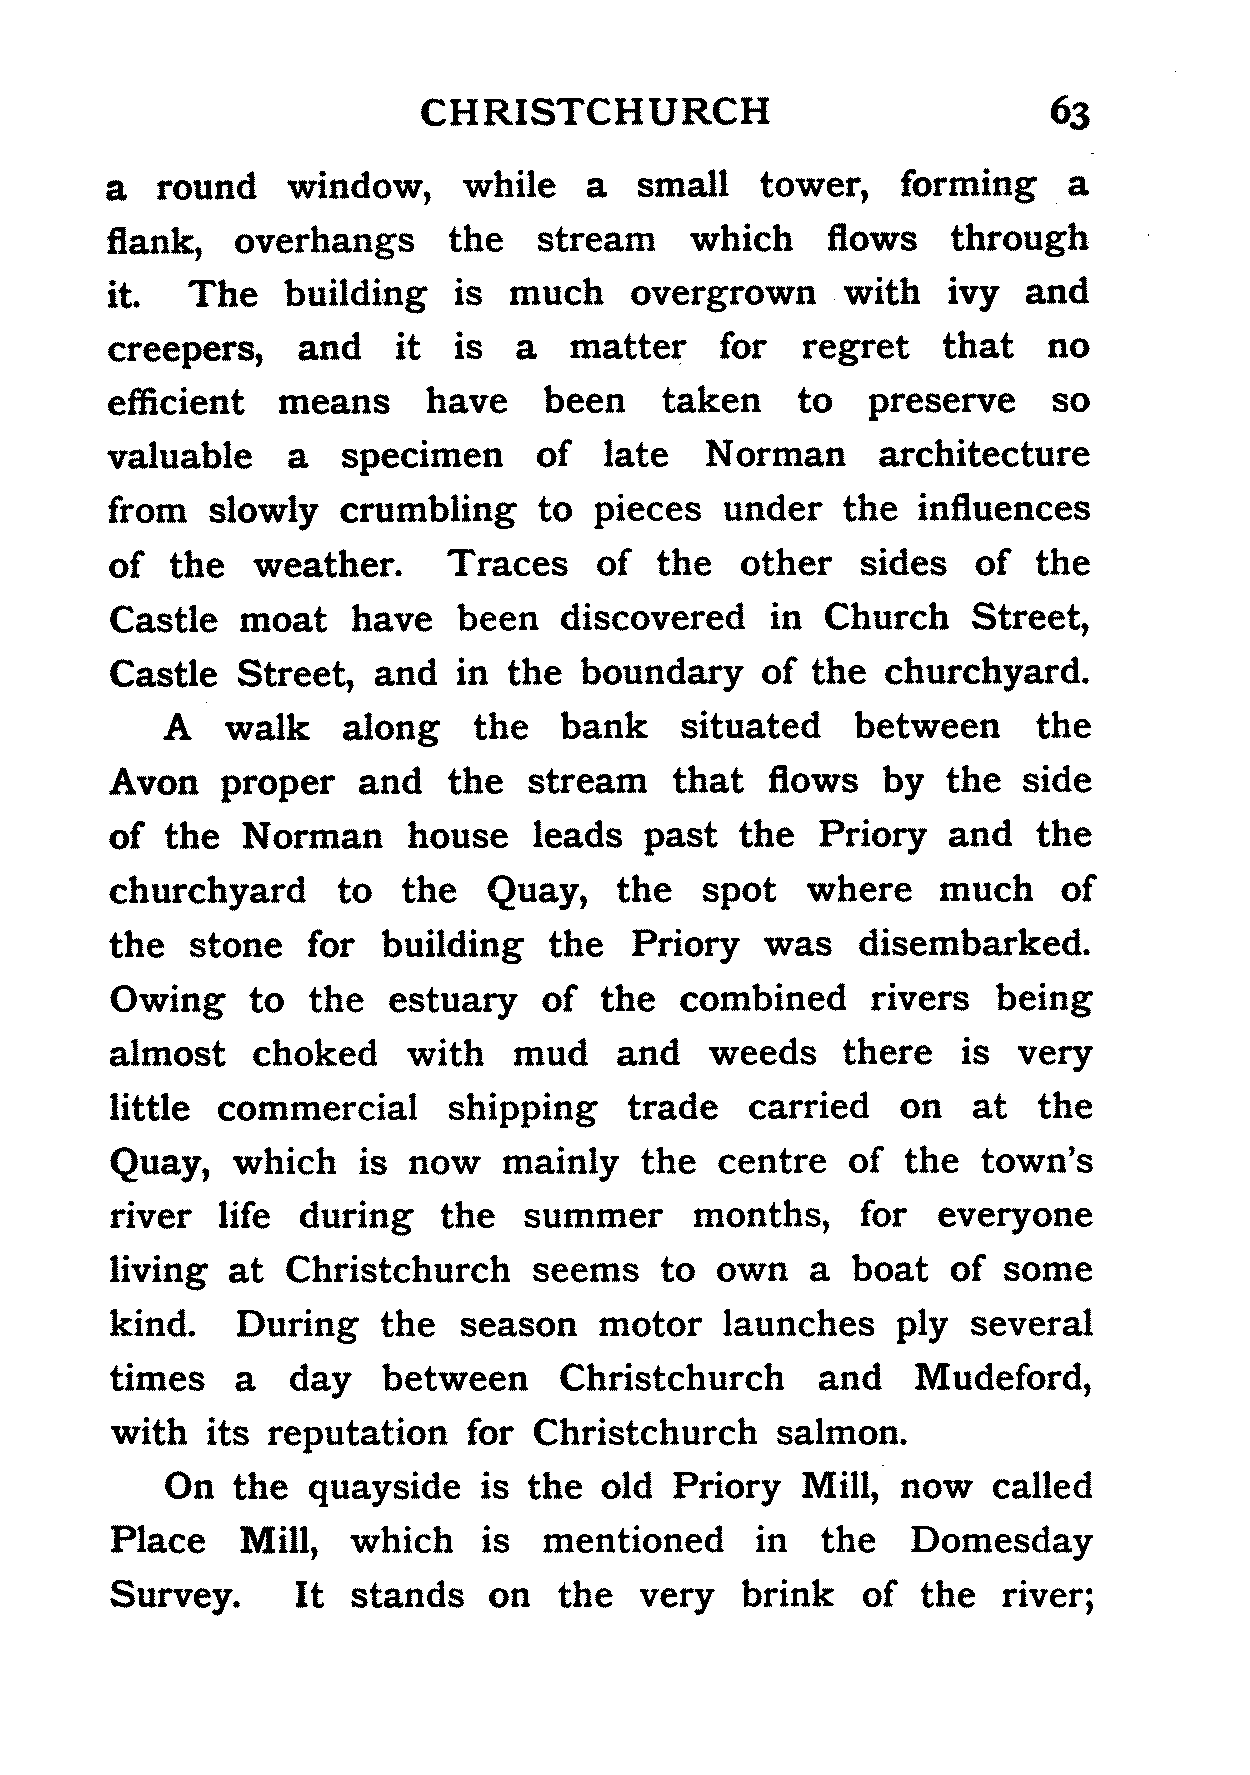 CHRISTCHURCH 63
a round window, while a small tower, forming a
flank, overhangs the stream which flows through
it. The building is much overgrown with ivy and
creepers, and it is a matter for regret that no
efficient means have been taken to preserve so
valuable a specimen of late Norman architecture
from slowly crumbling to pieces under the influences
of the weather. Traces of the other sides of the
Castle moat have been discovered in Church Street,
Castle Street, and in the boundary of the churchyard.
A walk along the bank situated between the
Avon proper and the stream that flows by the side
of the Norman house leads past the Priory and the
churchyard to the Quay, the spot where much of
the stone for building the Priory was disembarked.
Owing to the estuary of the combined rivers being
almost choked with mud and weeds there is very
little commercial shipping trade carried on at the
Quay, which is now mainly the centre of the town's
river life during the summer months, for everyone
living at Christchurch seems to own a boat of some
kind. During the season motor launches ply several
times a day between Christchurch and Mudeford,
with its reputation for Christchurch salmon.
On the quayside is the old Priory Mill, now called
Place Mill, which is mentioned in the Domesday
Survey. It stands on the very brink of the river;